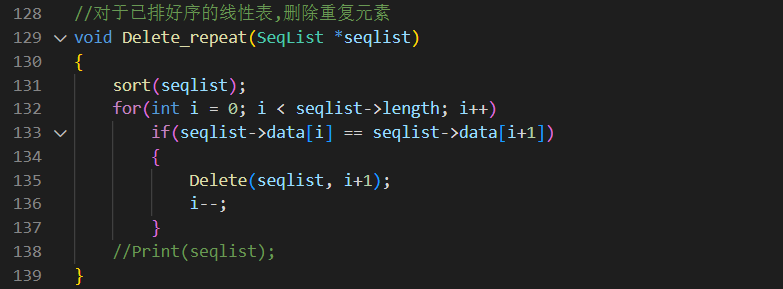 128 //对于已排好序的线性表,删除重复元素
129 void Delete_repeat(SeqList *seqlist)
130 {
131     sort(seqlist);
132     for(int i = 0; i < seqlist->length; i++)
133         if(seqlist->data[i] == seqlist->data[i+1])
134         {
135             Delete(seqlist, i+1);
136             i--;
137         }
138     //Print(seqlist);
139 }